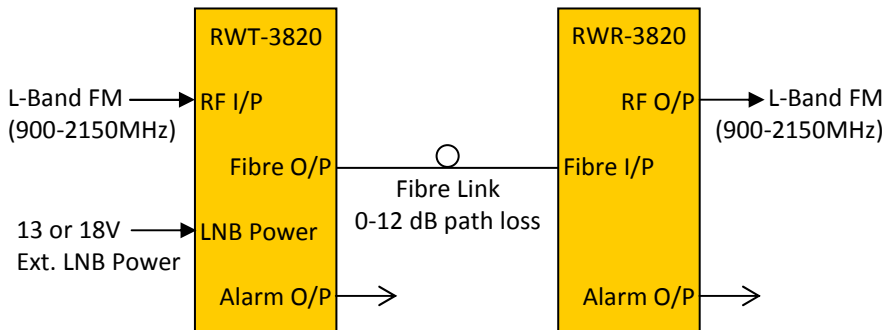 RWT-3820
RWR-3820
L-Band FM
(900-2150MHz)
RF I/P
RF O/P
L-Band FM
(900-2150MHz)
Fibre O/P
Fibre I/P
Fibre Link
0-12 dB path loss
13 or 18V
Ext. LNB Power
LNB Power
Alarm O/P
Alarm O/P